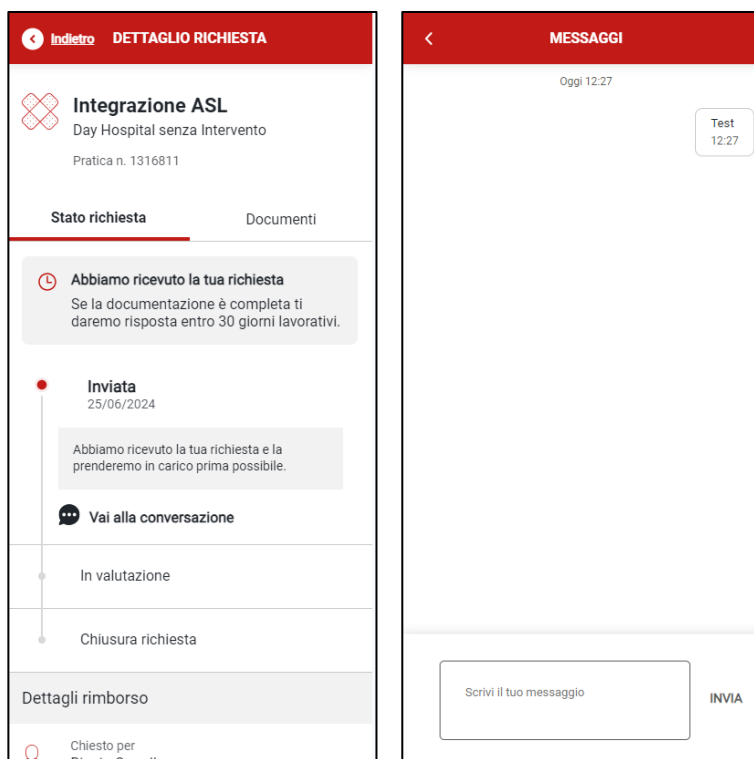 Indietro DETTAGLIO RICHIESTA
Integrazione ASL
Day Hospital senza Intervento
Pratica n. 1316811
Stato richiesta Documenti
Abbiamo ricevuto la tua richiesta
Se la documentazione è completa ti
daremo risposta entro 30 giorni lavorativi.
Inviata
25/06/2024
Abbiamo ricevuto la tua richiesta e la
prenderemo in carico prima possibile.
Vai alla conversazione
In valutazione
Chiusura richiesta
Dettagli rimborso
Chiesto per
MESSAGGI
Oggi 12:27
Test
12:27
Scrivi il tuo messaggio
INVIA